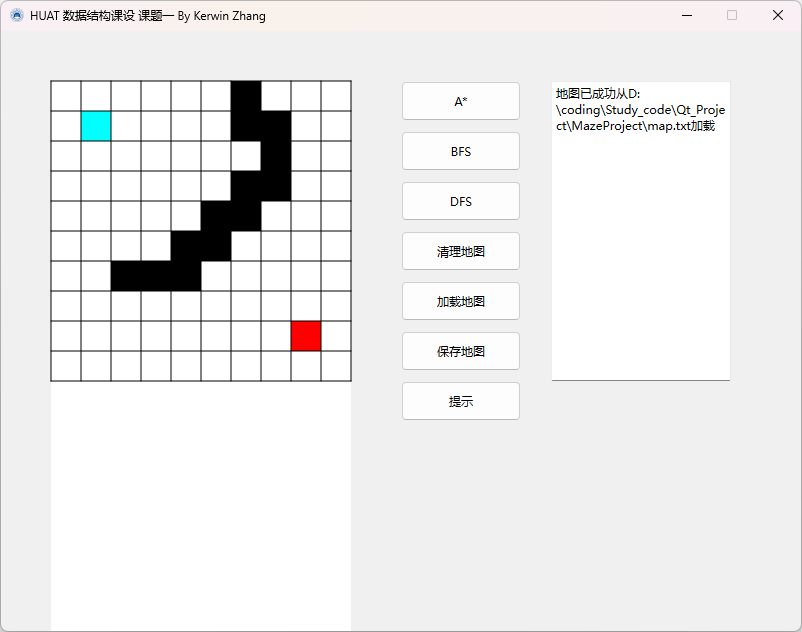 HUAT 数据结构课设 课题一 By Kerwin Zhang
A*
BFS
DFS
清理地图
加载地图
保存地图
提示
地图已成功从D:
\coding\Study_code\Qt_Proje
ct\MazeProject\map.txt加载